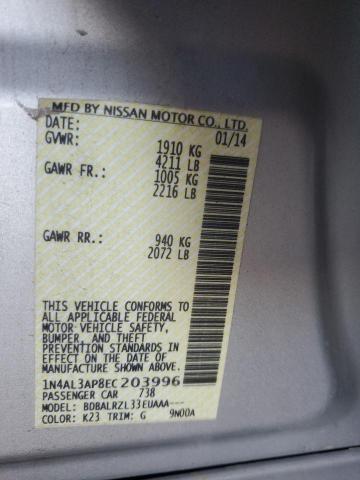 MFD BY NISSAN MOTOR CO., LTD.
DATE: 01/14
GVWR: 1910 KG
4211 LB
GAWR FR.: 1005 KG
2216 LB
GAWR RR.: 940 KG
2072 LB
THIS VEHICLE CONFORMS TO
ALL APPLICABLE FEDERAL
MOTOR VEHICLE SAFETY,
BUMPER, AND THEFT
PREVENTION STANDARDS IN
EFFECT ON THE DATE OF
MANUFACTURE SHOWN ABOVE.
1N4AL3AP8EC203996
PASSENGER CAR 738
MODEL: BDBALRZL33EUAAA---
COLOR: K23 TRIM: G 9N00A